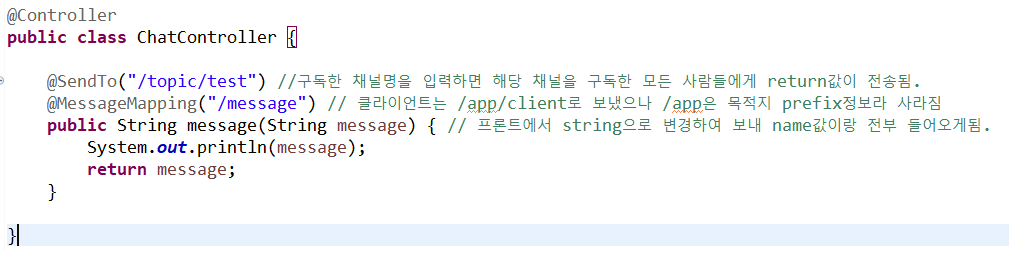 @Controller
public class ChatController {
@SendTo("/topic/test") //구독한 채널명을 입력하면 해당 채널을 구독한 모든 사람들에게 return값이 전송됨.
@MessageMapping("/message") // 클라이언트는 /app/client로 보냈으나 /app은 목적지 prefix정보라 사라짐
public String message(String message) { // 프론트에서 string으로 변경하여 보내 name값이랑 전부 들어오게됨.
System.out.println(message);
return message;
}
}